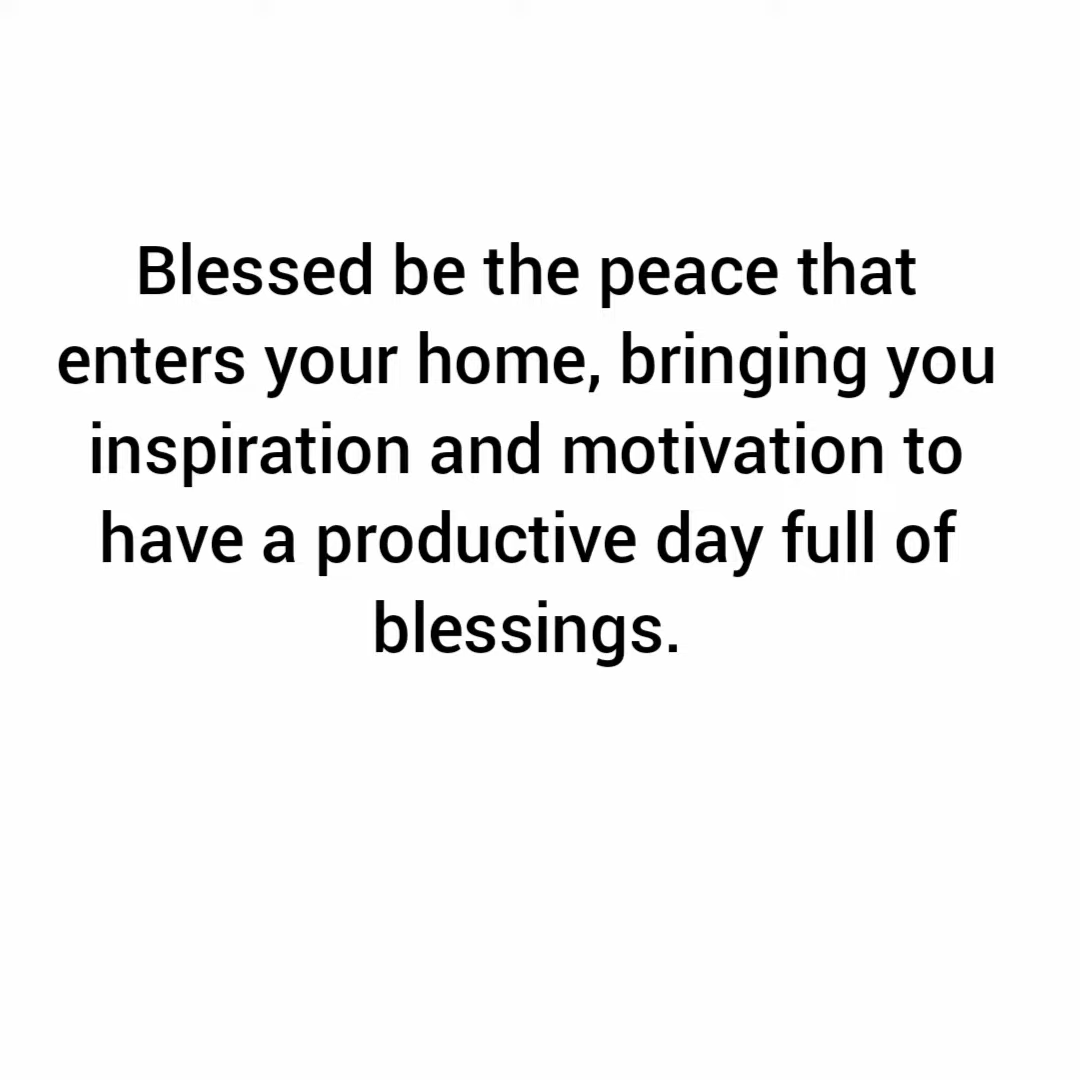 Blessed be the peace that
enters your home, bringing you
inspiration and motivation to
have a productive day full of
blessings.